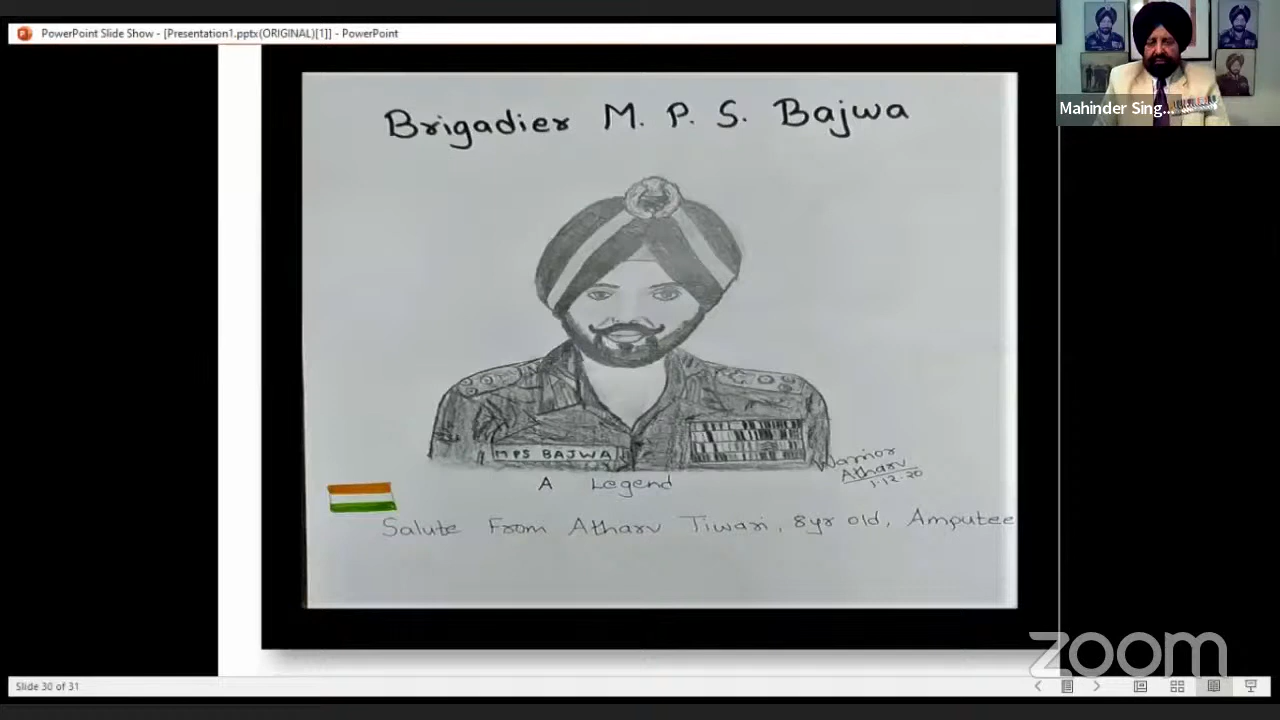 PowerPoint Slide Show - [Presentation1.pptx(ORIGINAL)[1]] - PowerPoint
Mahinder Sing...
Brigadier M. P. S. Bajwa
MPS BAJWA
A Legend
Warrior
Atharv
1.12.20
Salute From Atharv Tiwari, 8yr old, Amputee
zoom
Slide 30 of 31